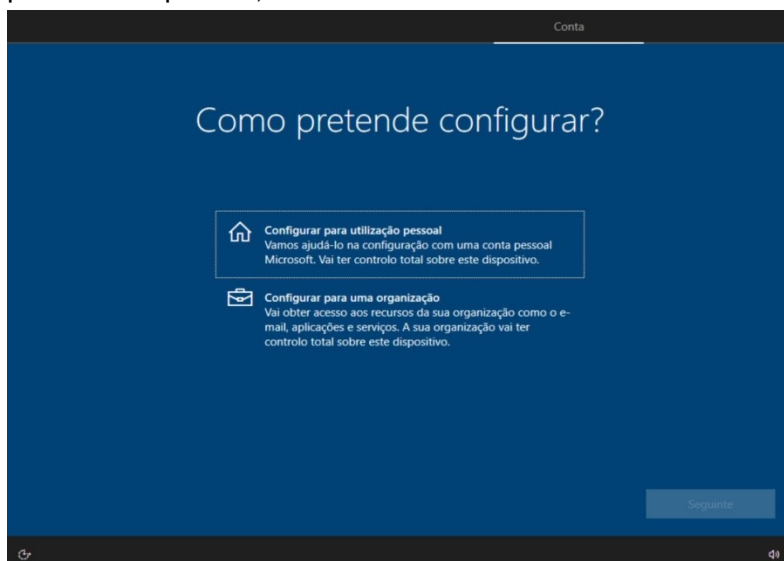 Conta
Como pretende configurar?
Configurar para utilização pessoal
Vamos ajudá-lo na configuração com uma conta pessoal
Microsoft. Vai ter controlo total sobre este dispositivo.
Configurar para uma organização
Vai obter acesso aos recursos da sua organização como o e-
mail, aplicações e serviços. A sua organização vai ter
controlo total sobre este dispositivo.
Seguinte